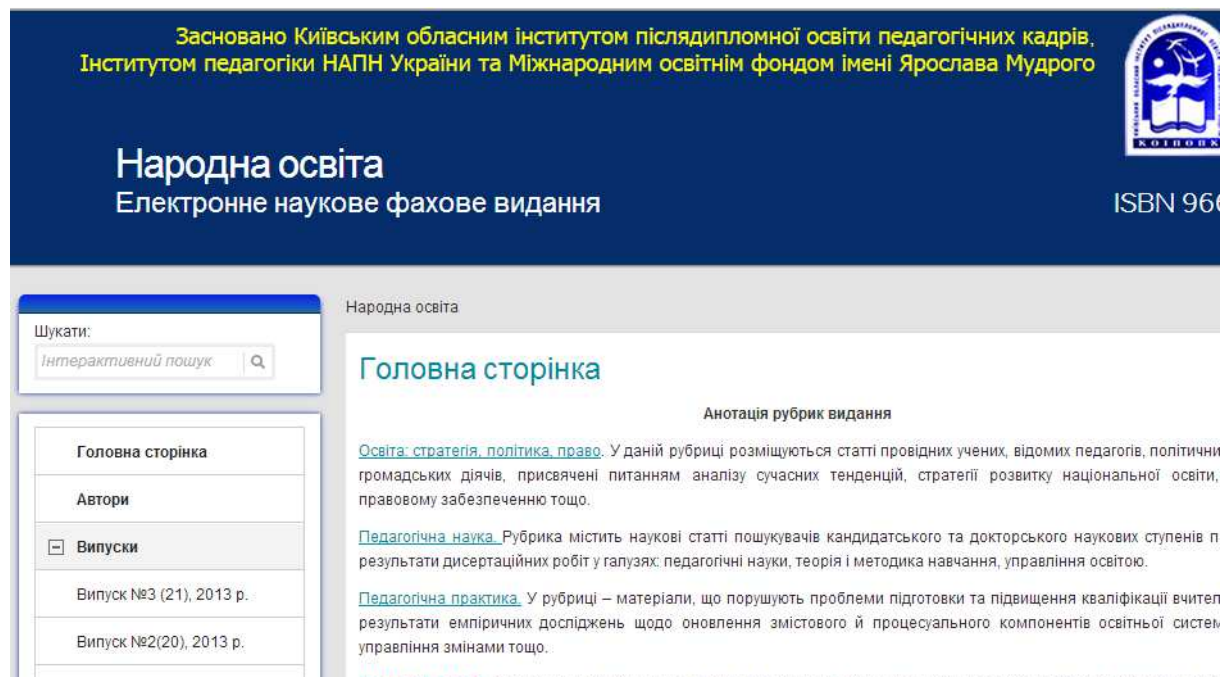 Засновано Київським обласним інститутом післядипломної освіти педагогічних кадрів,
Інститутом педагогіки НАПН України та Міжнародним освітнім фондом імені Ярослава Мудрого
КОІПОПК
Народна освіта
Електронне наукове фахове видання
ISBN 966
Шукати:
Інтерактивний пошук
Головна сторінка
Автори
Випуски
Випуск №3 (21), 2013 р.
Випуск №2(20), 2013 р.
Народна освіта
Головна сторінка
Анотація рубрик видання
Освіта: стратегія, політика, право. У даній рубриці розміщуються статті провідних учених, відомих педагогів, політични
громадських діячів, присвячені питанням аналізу сучасних тенденцій, стратегії розвитку національної освіти,
правовому забезпеченню тощо.
Педагогічна наука. Рубрика містить наукові статті пошукувачів кандидатського та докторського наукових ступенів п
результати дисертаційних робіт у галузях: педагогічні науки, теорія і методика навчання, управління освітою.
Педагогічна практика. У рубриці – матеріали, що порушують проблеми підготовки та підвищення кваліфікації вчител
результати емпіричних досліджень щодо оновлення змістового й процесуального компонентів освітньої систем
управління змінами тощо.